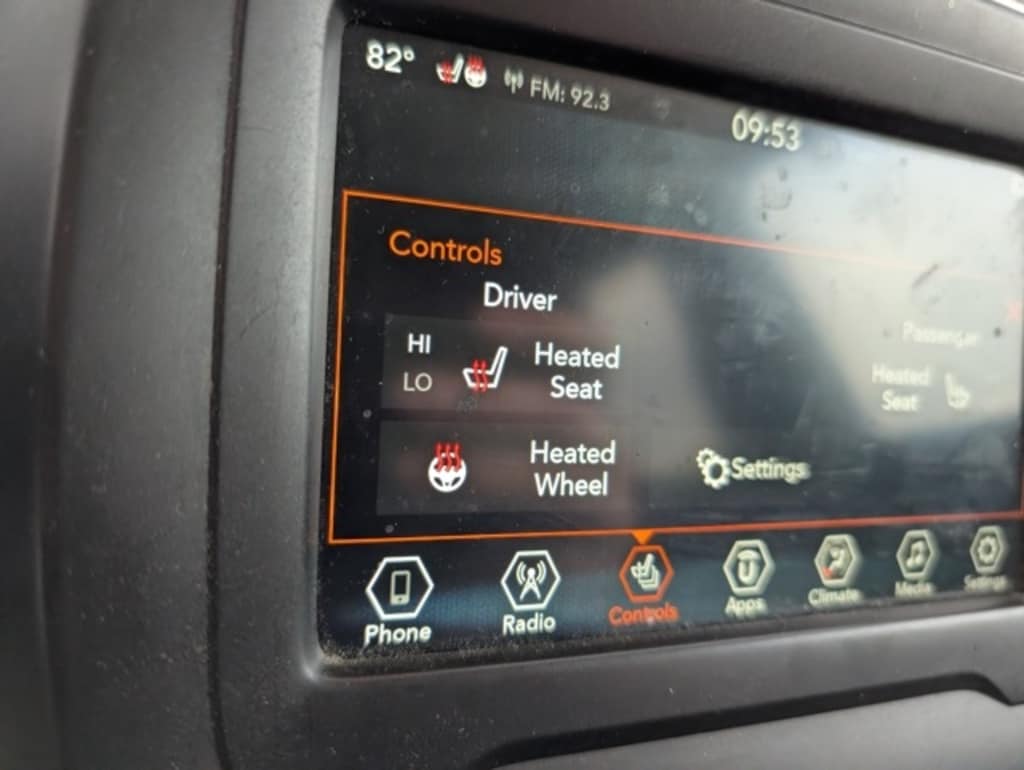 82°
FM: 92.3
09:53
Controls
Driver
Passenger
HI
LO
Heated
Seat
Heated
Seat
Heated
Wheel
Settings
Phone
Radio
Controls
Apps
Climate
Media
Settings